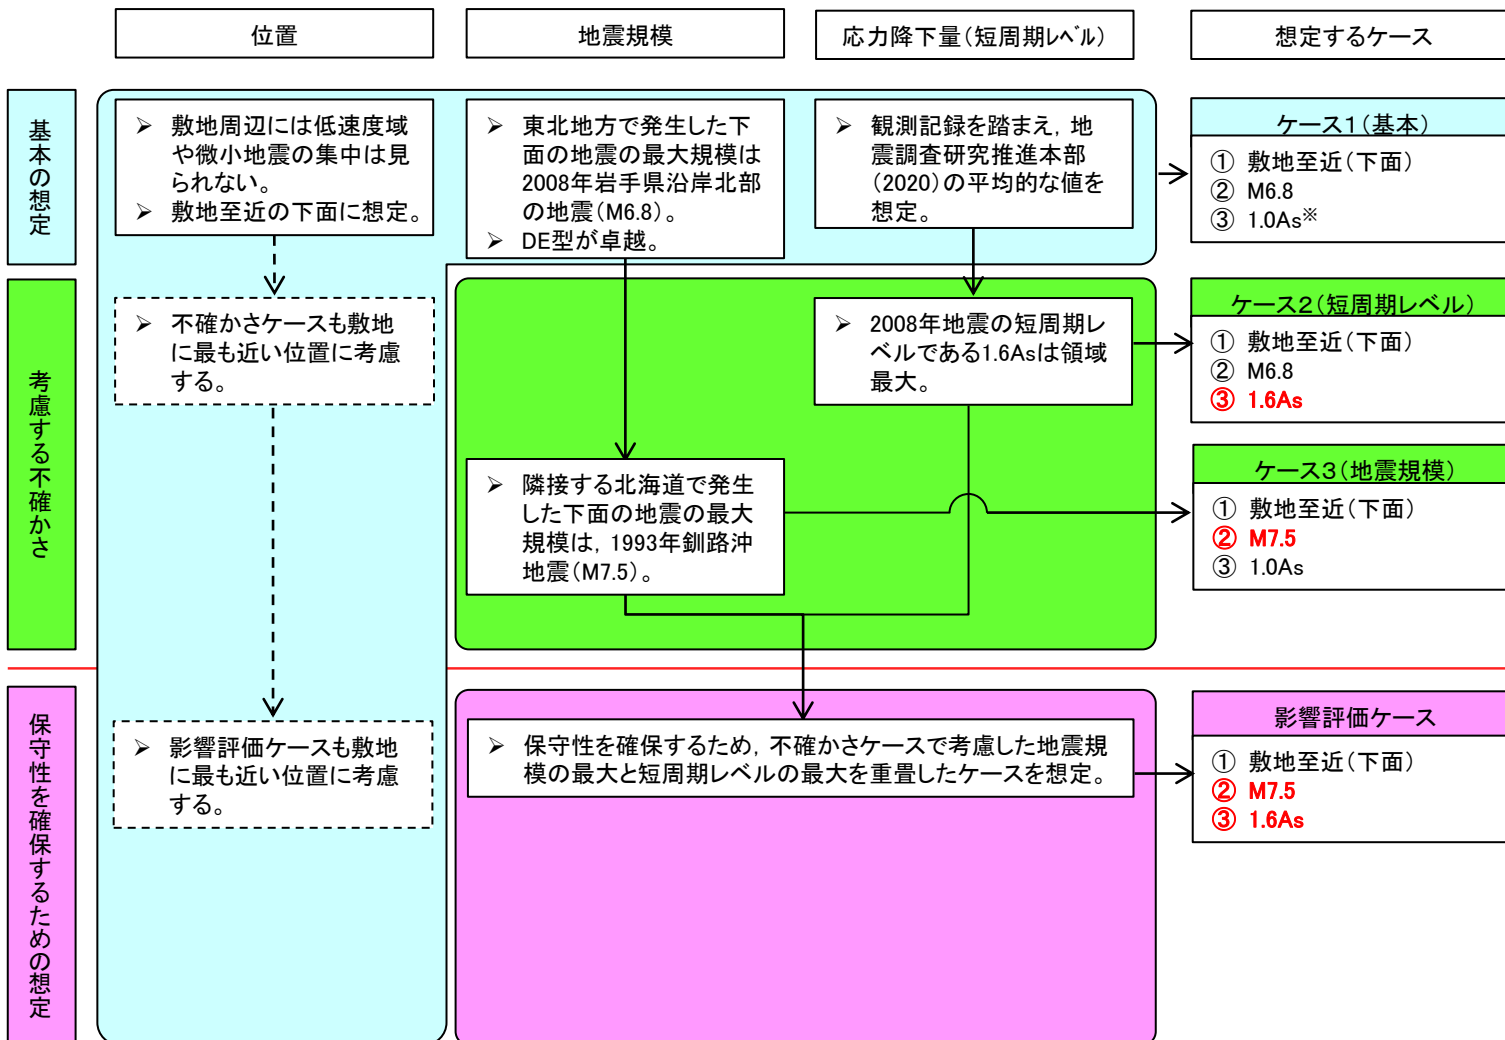 位置
地震規模
応力降下量(短周期レベル)
想定するケース
基本の想定
➢ 敷地周辺には低速度域
や微小地震の集中は見
られない。
➢ 敷地至近の下面に想定。
➢ 東北地方で発生した下
面の地震の最大規模は
2008年岩手県沿岸北部
の地震(M6.8)。
➢ DE型が卓越。
➢ 観測記録を踏まえ，地
震調査研究推進本部
(2020)の平均的な値を
想定。
ケース1(基本)
① 敷地至近(下面)
② M6.8
③ 1.0As※
考慮する不確かさ
➢ 不確かさケースも敷地
に最も近い位置に考慮
する。
➢ 2008年地震の短周期レ
ベルである1.6Asは領域
最大。
ケース2(短周期レベル)
① 敷地至近(下面)
② M6.8
③ 1.6As
➢ 隣接する北海道で発生
した下面の地震の最大
規模は，1993年釧路沖
地震(M7.5)。
ケース3(地震規模)
① 敷地至近(下面)
② M7.5
③ 1.0As
保守性を確保するための想定
➢ 影響評価ケースも敷地
に最も近い位置に考慮
する。
➢ 保守性を確保するため，不確かさケースで考慮した地震規
模の最大と短周期レベルの最大を重畳したケースを想定。
影響評価ケース
① 敷地至近(下面)
② M7.5
③ 1.6As